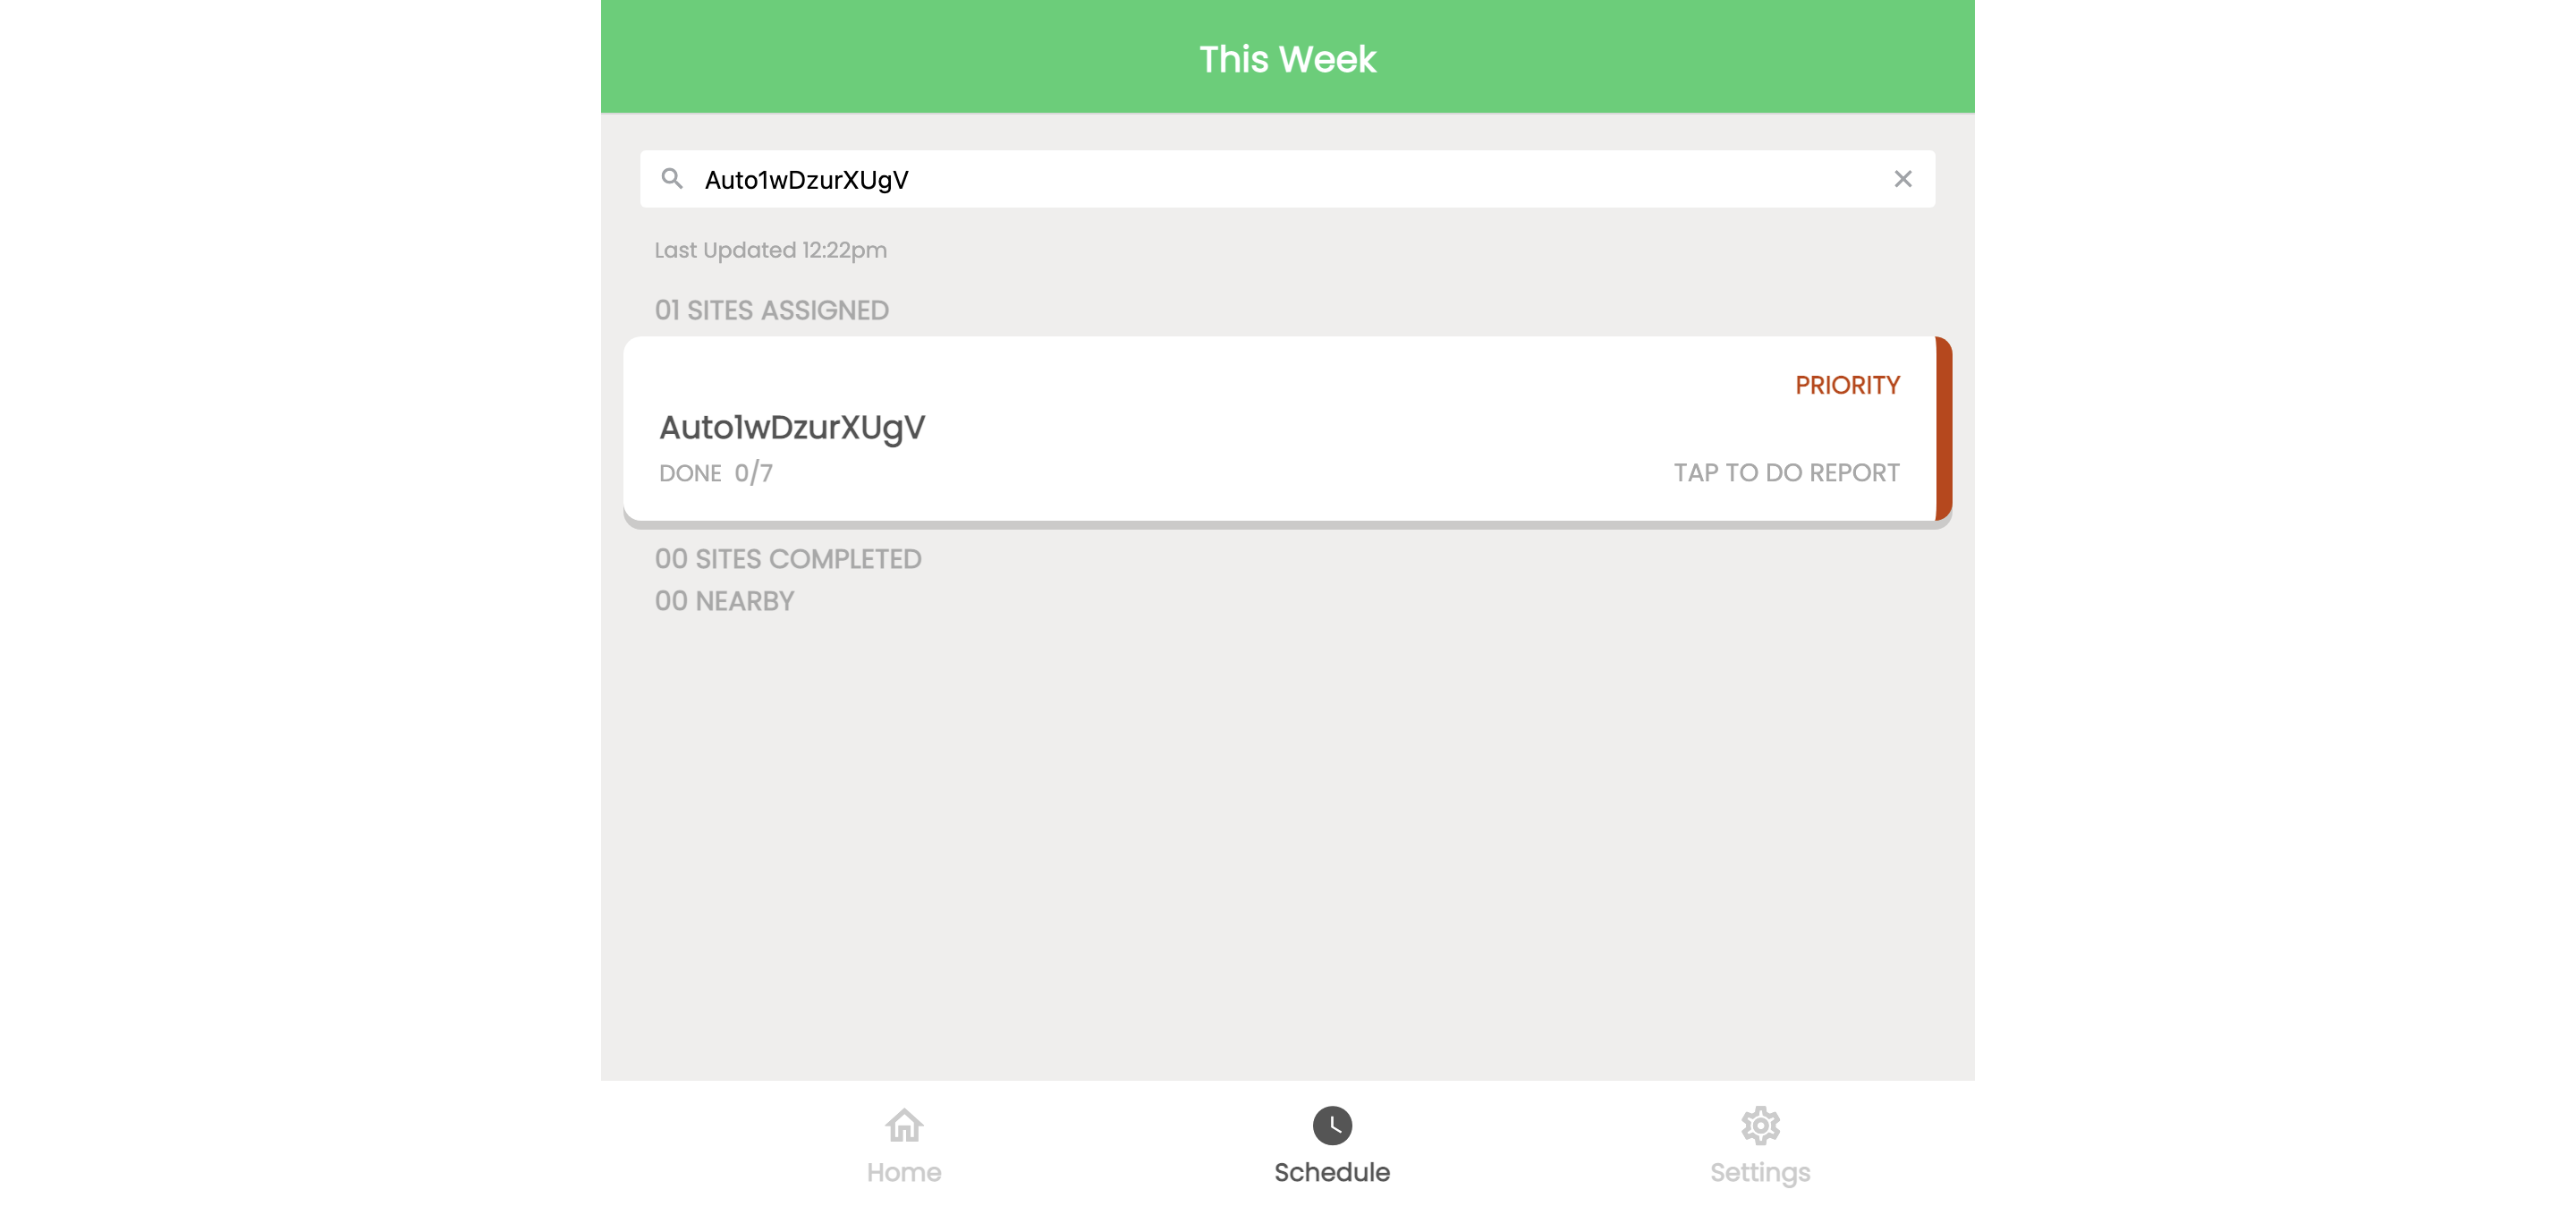 This Week
Auto1wDzurXUgV
Last Updated 12:22pm
01 SITES ASSIGNED
PRIORITY
Auto1wDzurXUgV
DONE 0/7
TAP TO DO REPORT
00 SITES COMPLETED
00 NEARBY
Home
Schedule
Settings